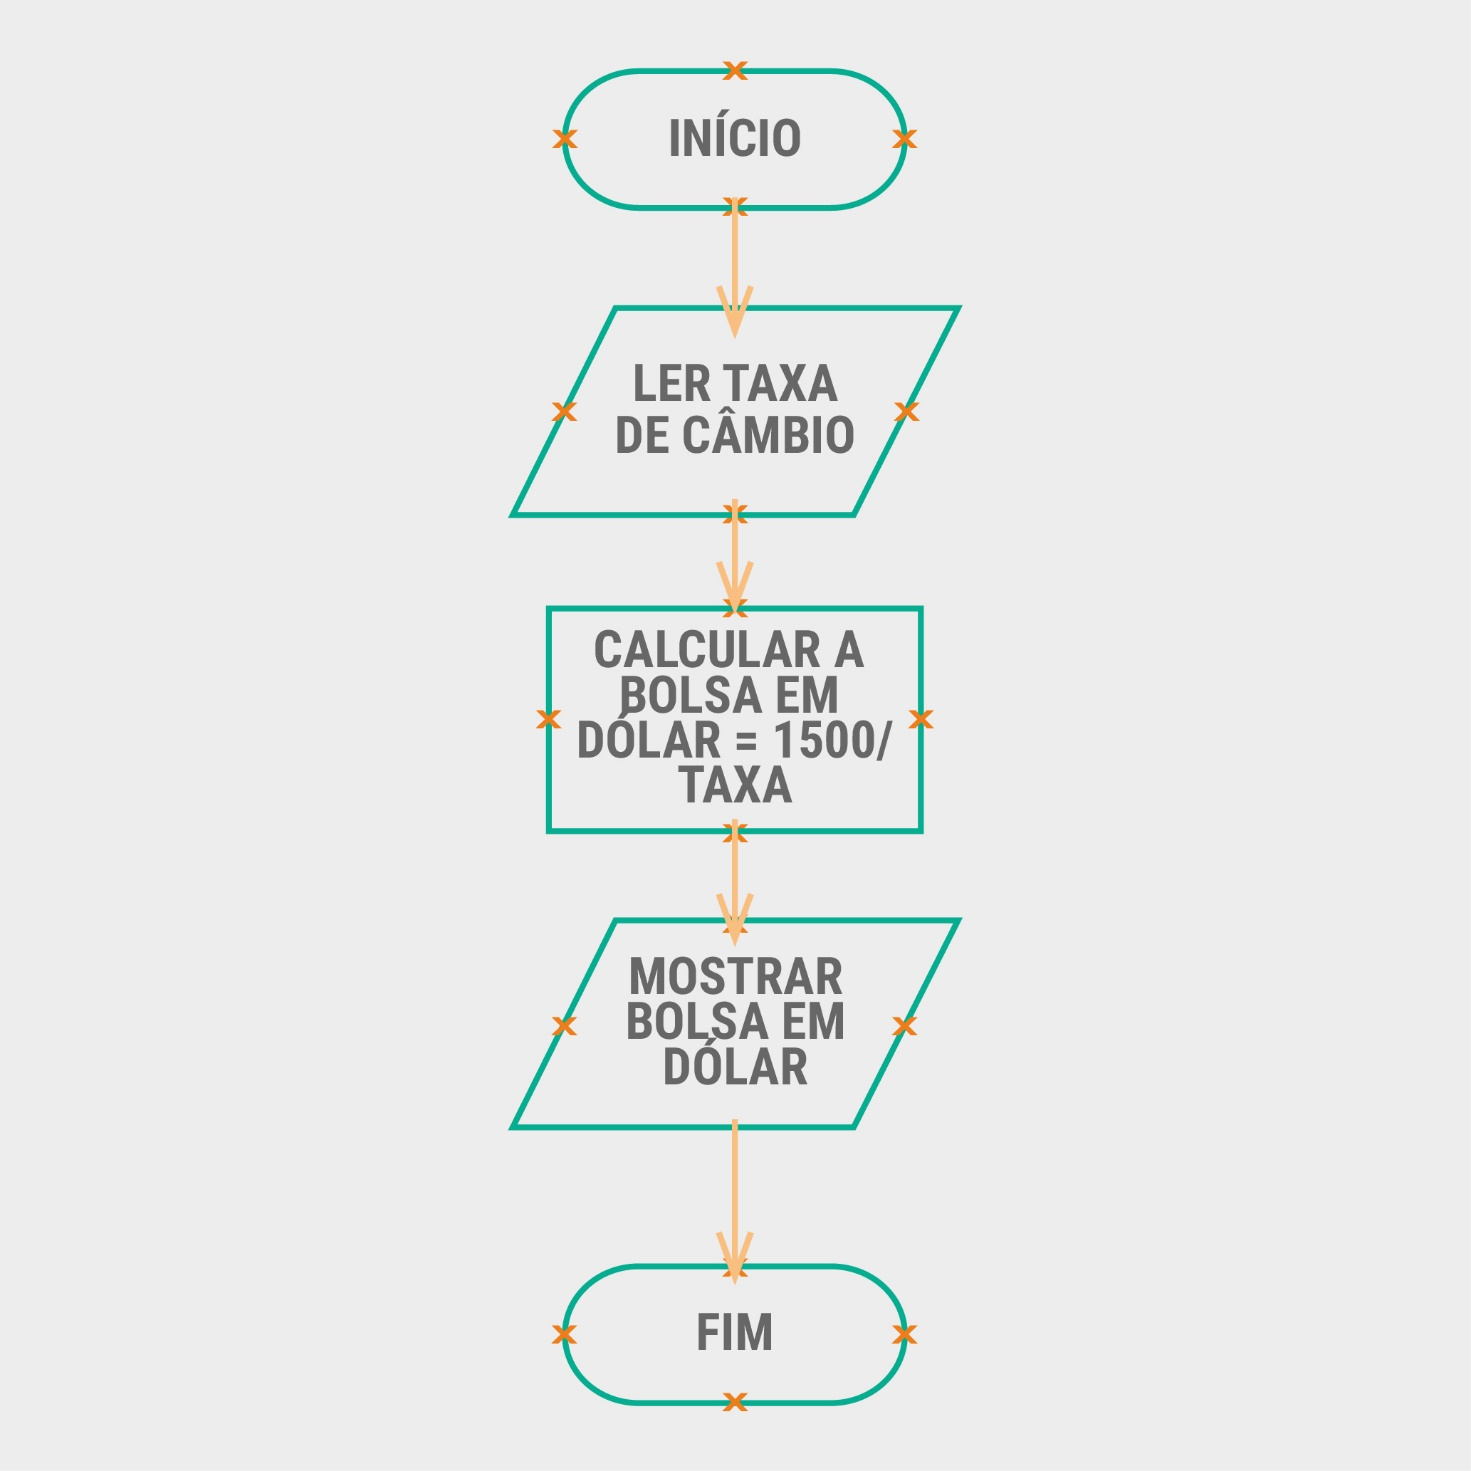 INÍCIO
LER TAXA
DE CÂMBIO
CALCULAR A
BOLSA EM
DÓLAR = 1500/
TAXA
MOSTRAR
BOLSA EM
DÓLAR
FIM